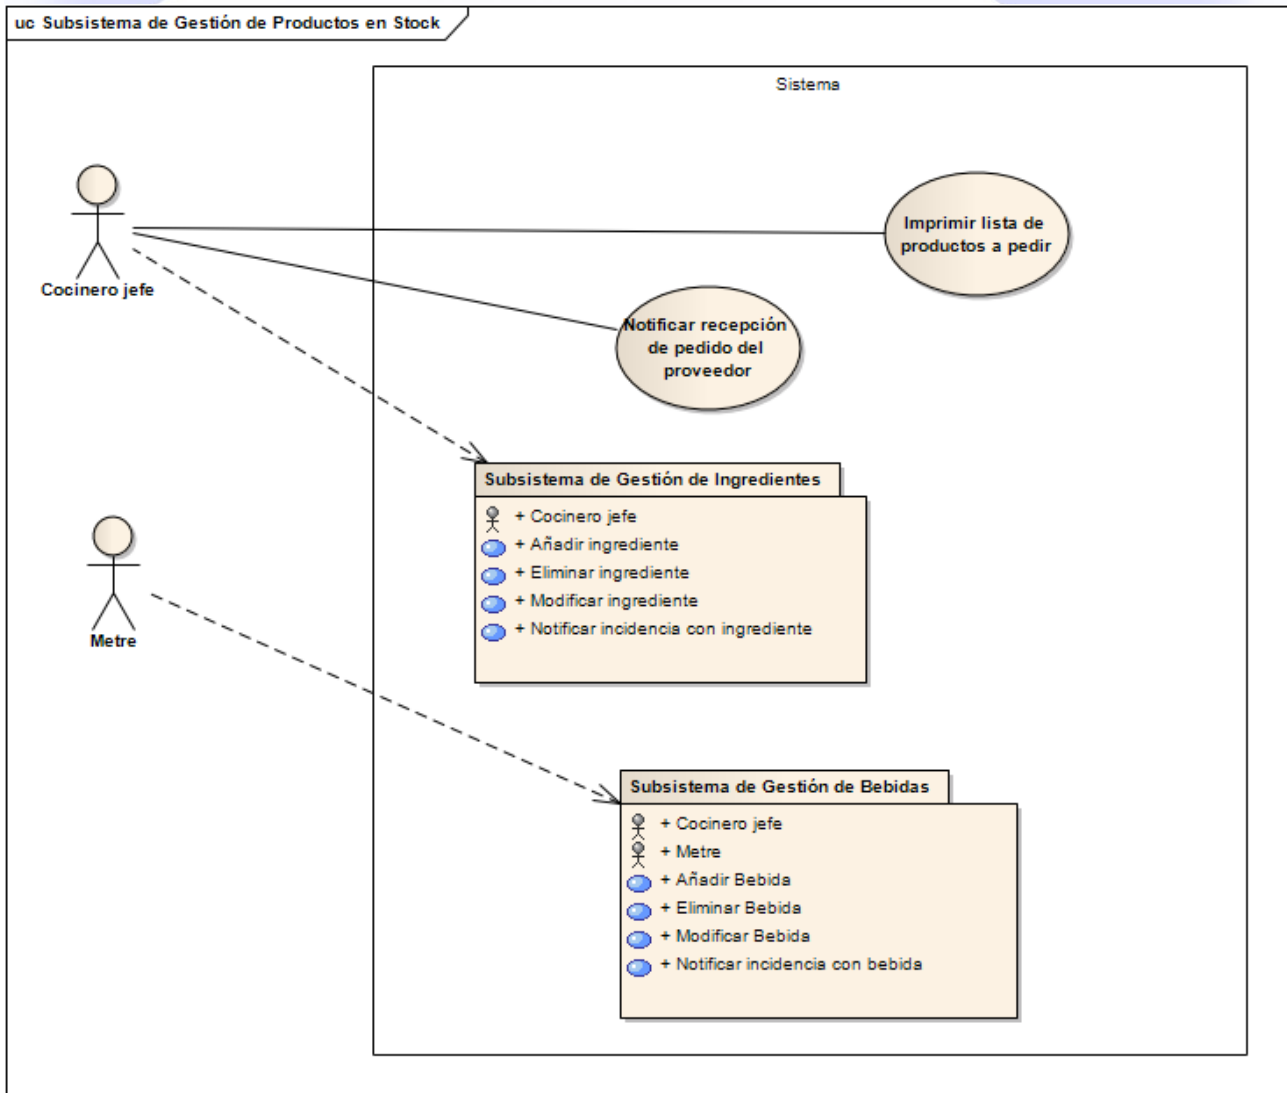 uc Subsistema de Gestión de Productos en Stock
Sistema
Imprimir lista de
productos a pedir
Cocinero jefe
Notificar recepción
de pedido del
proveedor
Subsistema de Gestión de Ingredientes
+ Cocinero jefe
+ Añadir ingrediente
+ Eliminar ingrediente
+ Modificar ingrediente
+ Notificar incidencia con ingrediente
Metre
Subsistema de Gestión de Bebidas
+ Cocinero jefe
+ Metre
+ Añadir Bebida
+ Eliminar Bebida
+ Modificar Bebida
+ Notificar incidencia con bebida